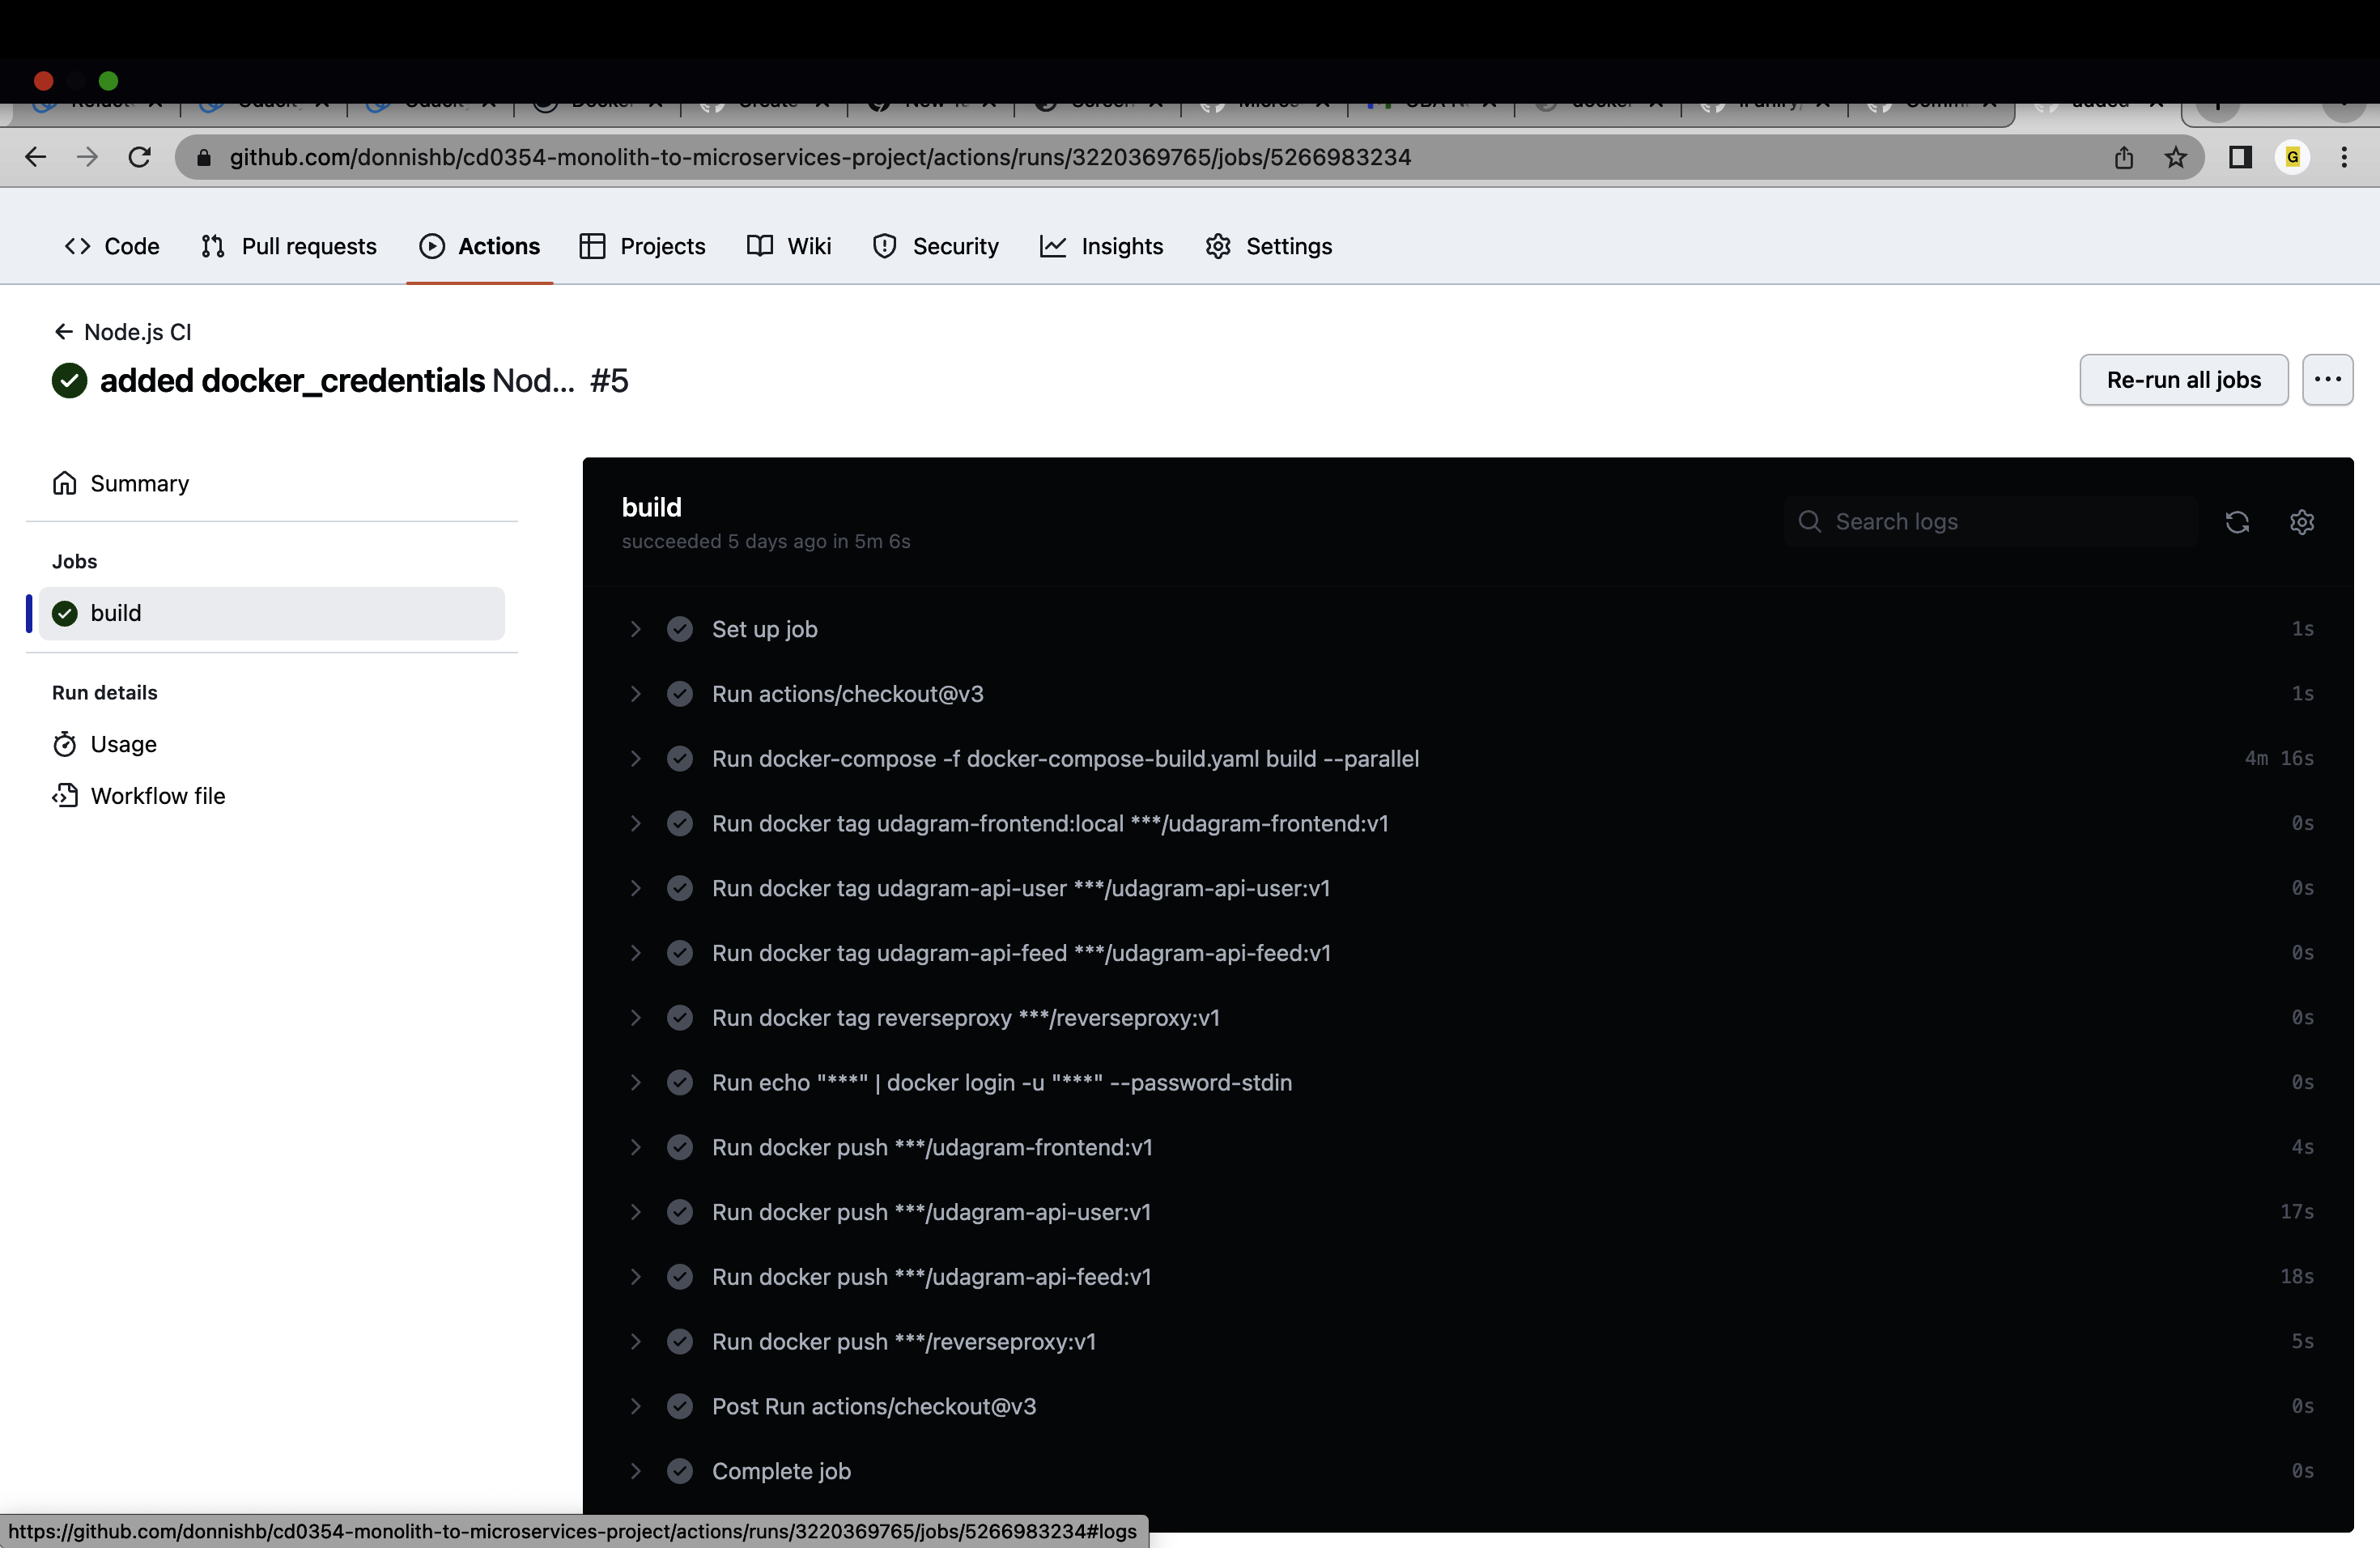 github.com/donnishb/cd0354-monolith-to-microservices-project/actions/runs/3220369765/jobs/5266983234
G
Code Pull requests Actions Projects Wiki Security Insights Settings
Node.js CI
added docker_credentials Nod... #5
Re-run all jobs
Summary
Jobs
build
Run details
Usage
Workflow file
build
succeeded 5 days ago in 5m 6s
Search logs
Set up job 1s
Run actions/checkout@v3 1s
Run docker-compose -f docker-compose-build.yaml build --parallel 4m 16s
Run docker tag udagram-frontend:local ***/udagram-frontend:v1 0s
Run docker tag udagram-api-user ***/udagram-api-user:v1 0s
Run docker tag udagram-api-feed ***/udagram-api-feed:v1 0s
Run docker tag reverseproxy ***/reverseproxy:v1 0s
Run echo "***" | docker login -u "***" --password-stdin 0s
Run docker push ***/udagram-frontend:v1 4s
Run docker push ***/udagram-api-user:v1 17s
Run docker push ***/udagram-api-feed:v1 18s
Run docker push ***/reverseproxy:v1 5s
Post Run actions/checkout@v3 0s
Complete job 0s
https://github.com/donnishb/cd0354-monolith-to-microservices-project/actions/runs/3220369765/jobs/5266983234#logs